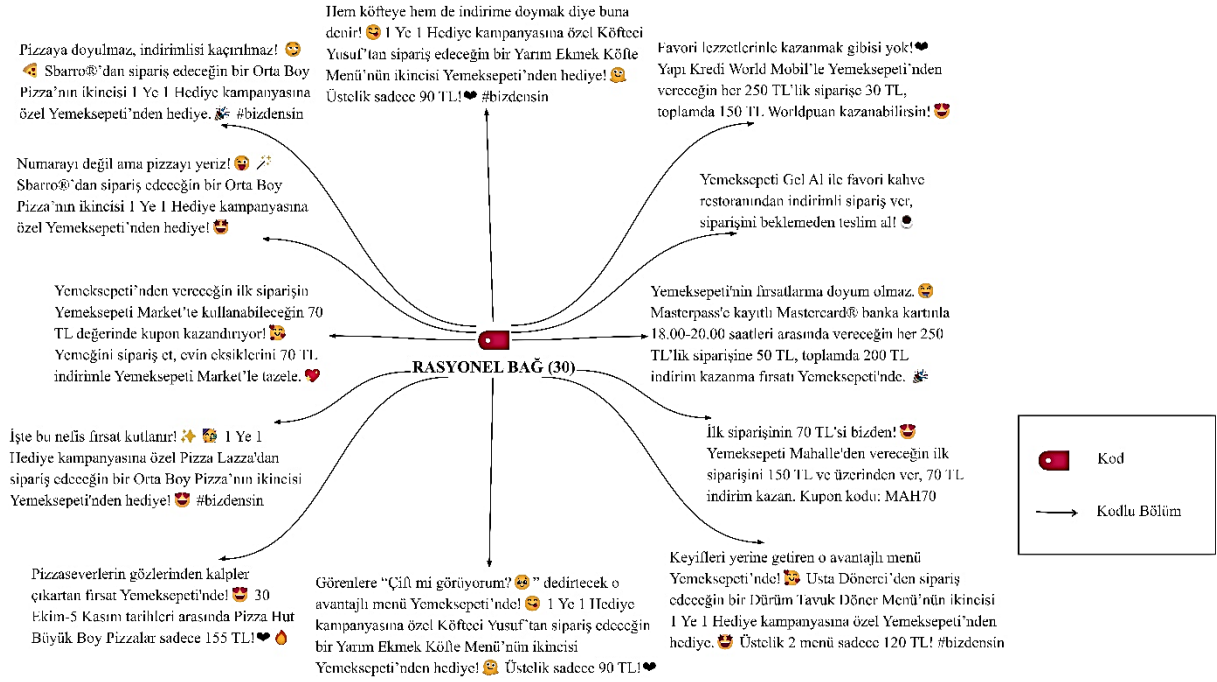 Pizzaya doyulmaz, indirimlisi kaçırılmaz! 😋
🍕 Sbarro®’dan sipariş edeceğin bir Orta Boy
Pizza’nın ikincisi 1 Ye 1 Hediye kampanyasına
özel Yemeksepeti’nden hediye. 🎉 #bizdensin
Hem köfteye hem de indirime doymak diye buna
denir! 😋 1 Ye 1 Hediye kampanyasına özel Köfteci
Yusuf’tan sipariş edeceğin bir Yarım Ekmek Köfte
Menü’nün ikincisi Yemeksepeti’nden hediye! 🤗
Üstelik sadece 90 TL!❤ #bizdensin
Favori lezzetlerinle kazanmak gibisi yok!❤
Yapı Kredi World Mobil’le Yemeksepeti’nden
vereceğin her 250 TL’lik siparişe 30 TL,
toplamda 150 TL Worldpuan kazanabilirsin! 😍
Numarayı değil ama pizzayı yeriz! 😜 🪄
Sbarro®’dan sipariş edeceğin bir Orta Boy
Pizza’nın ikincisi 1 Ye 1 Hediye kampanyasına
özel Yemeksepeti’nden hediye! 😍
Yemeksepeti Gel Al ile favori kahve
restoranından indirimli sipariş ver,
siparişini beklemeden teslim al! ☕
Yemeksepeti’nden vereceğin ilk siparişin
Yemeksepeti Market’te kullanabileceğin 70
TL değerinde kupon kazandırıyor! 🥰
Yemeğini sipariş et, evin eksiklerini 70 TL
indirimle Yemeksepeti Market’le tazele. 💖
Yemeksepeti'nin fırsatlarına doyum olmaz. 🤤
Masterpass'e kayıtlı Mastercard® banka kartınla
18.00-20.00 saatleri arasında vereceğin her 250
TL’lik siparişine 50 TL, toplamda 200 TL
indirim kazanma fırsatı Yemeksepeti'nde. 🎉
RASYONEL BAĞ (30)
İşte bu nefis fırsat kutlanır! ✨ 🥳 1 Ye 1
Hediye kampanyasına özel Pizza Lazza'dan
sipariş edeceğin bir Orta Boy Pizza’nın ikincisi
Yemeksepeti'nden hediye! 😍 #bizdensin
İlk siparişinin 70 TL’si bizden! 😍
Yemeksepeti Mahalle'den vereceğin ilk
siparişini 150 TL ve üzerinden ver, 70 TL
indirim kazan. Kupon kodu: MAH70
Pizzaseverlerin gözlerinden kalpler
çıkartan fırsat Yemeksepeti'nde! 😍 30
Ekim-5 Kasım tarihleri arasında Pizza Hut
Büyük Boy Pizzalar sadece 155 TL!❤ 🔥
Görenlere “Çift mi görüyorum? 🥹 ” dedirtecek o
avantajlı menü Yemeksepeti’nde! 😋 1 Ye 1 Hediye
kampanyasına özel Köfteci Yusuf’tan sipariş edeceğin
bir Yarım Ekmek Köfte Menü’nün ikincisi
Yemeksepeti’nden hediye! 🤗 Üstelik sadece 90 TL!❤
Keyifleri yerine getiren o avantajlı menü
Yemeksepeti’nde! 🥰 Usta Dönerci’den sipariş
edeceğin bir Dürüm Tavuk Döner Menü’nün ikincisi
1 Ye 1 Hediye kampanyasına özel Yemeksepeti’nden
hediye. 😍 Üstelik 2 menü sadece 120 TL! #bizdensin
Kod
Kodlu Bölüm